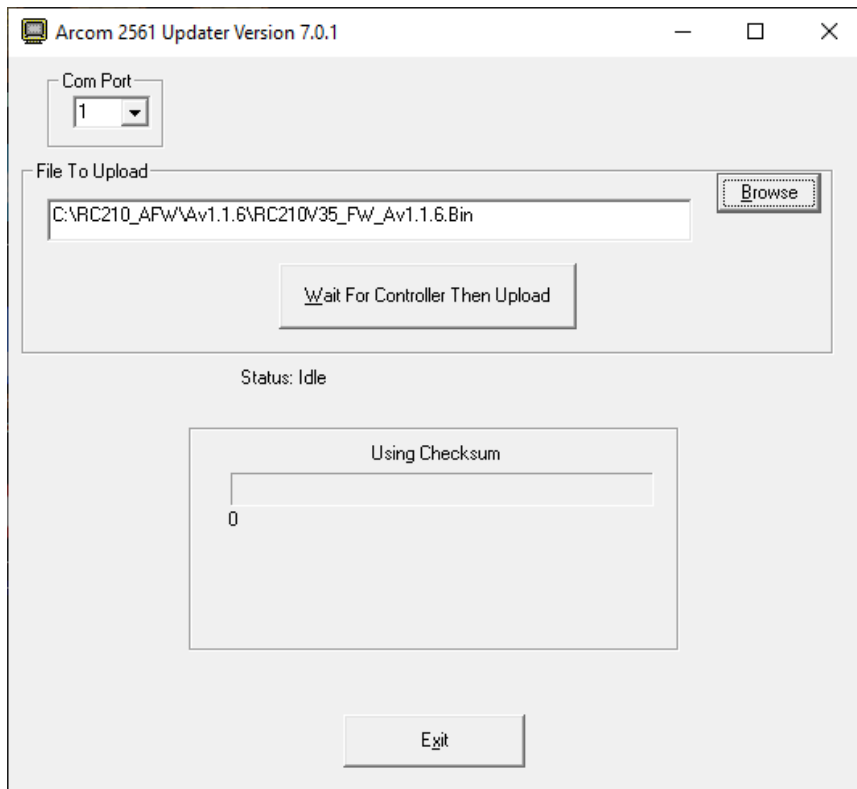 Arcom 2561 Updater Version 7.0.1
Com Port
1
File To Upload
Browse
C:\RC210_AFW\Av1.1.6\RC210V35_FW_Av1.1.6.Bin
Wait For Controller Then Upload
Status: Idle
Using Checksum
0
Exit